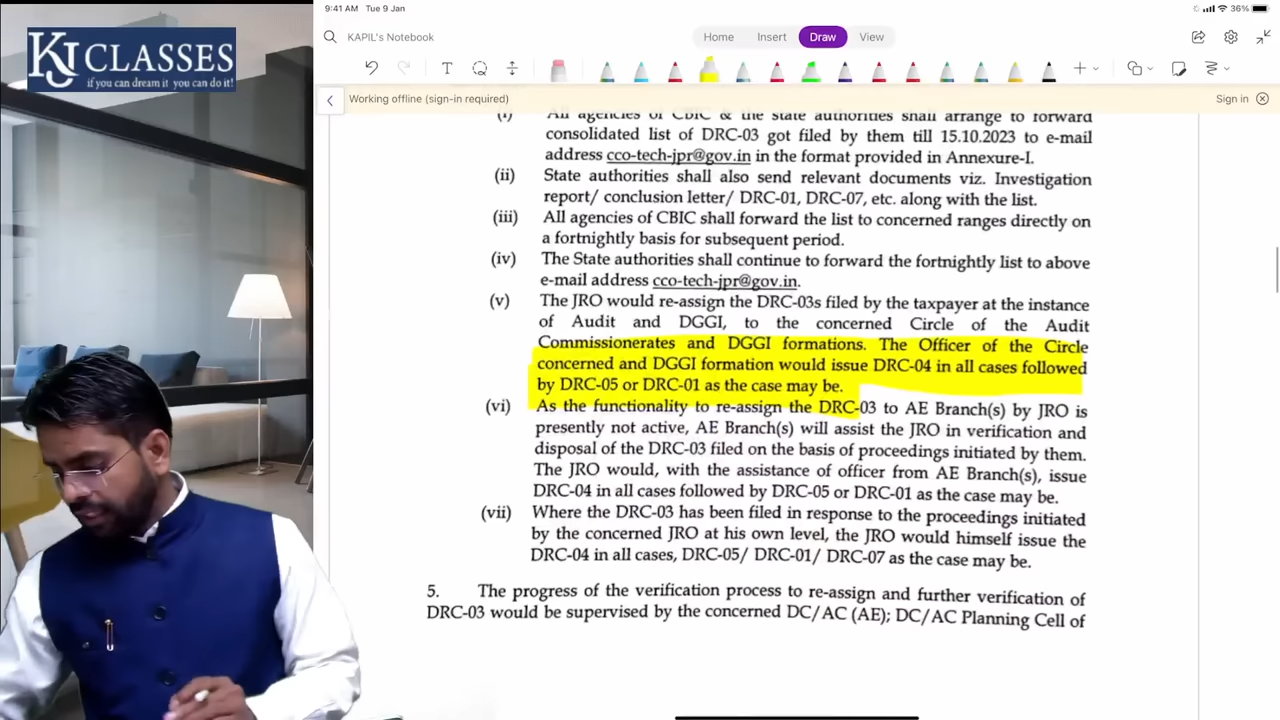 9:41 AM Tue 9 Jan
36%
KAPIL's Notebook
Home Insert Draw View
KJ CLASSES
if you can dream it you can do it!
Working offline (sign-in required)
Sign in
(i) All agencies of CBIC & the state authorities shall arrange to forward
consolidated list of DRC-03 got filed by them till 15.10.2023 to e-mail
address cco-tech-jpr@gov.in in the format provided in Annexure-I.
(ii) State authorities shall also send relevant documents viz. Investigation
report/ conclusion letter/ DRC-01, DRC-07, etc. along with the list.
(iii) All agencies of CBIC shall forward the list to concerned ranges directly on
a fortnightly basis for subsequent period.
(iv) The State authorities shall continue to forward the fortnightly list to above
e-mail address cco-tech-jpr@gov.in.
(v) The JRO would re-assign the DRC-03s filed by the taxpayer at the instance
of Audit and DGGI, to the concerned Circle of the Audit
Commissionerates and DGGI formations. The Officer of the Circle
concerned and DGGI formation would issue DRC-04 in all cases followed
by DRC-05 or DRC-01 as the case may be.
(vi) As the functionality to re-assign the DRC-03 to AE Branch(s) by JRO is
presently not active, AE Branch(s) will assist the JRO in verification and
disposal of the DRC-03 filed on the basis of proceedings initiated by them.
The JRO would, with the assistance of officer from AE Branch(s), issue
DRC-04 in all cases followed by DRC-05 or DRC-01 as the case may be.
(vii) Where the DRC-03 has been filed in response to the proceedings initiated
by the concerned JRO at his own level, the JRO would himself issue the
DRC-04 in all cases, DRC-05/ DRC-01/ DRC-07 as the case may be.
5. The progress of the verification process to re-assign and further verification of
DRC-03 would be supervised by the concerned DC/AC (AE); DC/AC Planning Cell of